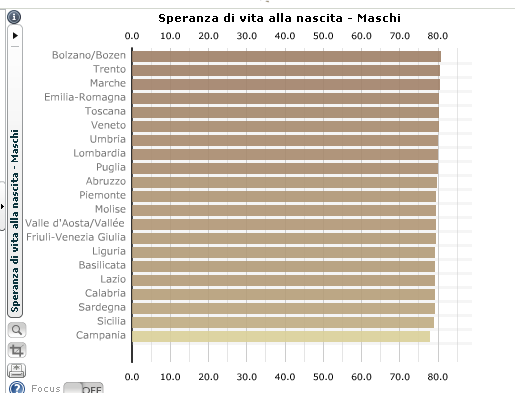 Speranza di vita alla nascita - Maschi
0.0 10.0 20.0 30.0 40.0 50.0 60.0 70.0 80.0
Bolzano/Bozen
Trento
Marche
Emilia-Romagna
Toscana
Veneto
Umbria
Lombardia
Puglia
Abruzzo
Piemonte
Molise
Valle d'Aosta/Vallée
Friuli-Venezia Giulia
Liguria
Basilicata
Lazio
Calabria
Sardegna
Sicilia
Campania
0.0 10.0 20.0 30.0 40.0 50.0 60.0 70.0 80.0
Speranza di vita alla nascita - Maschi
Focus OFF